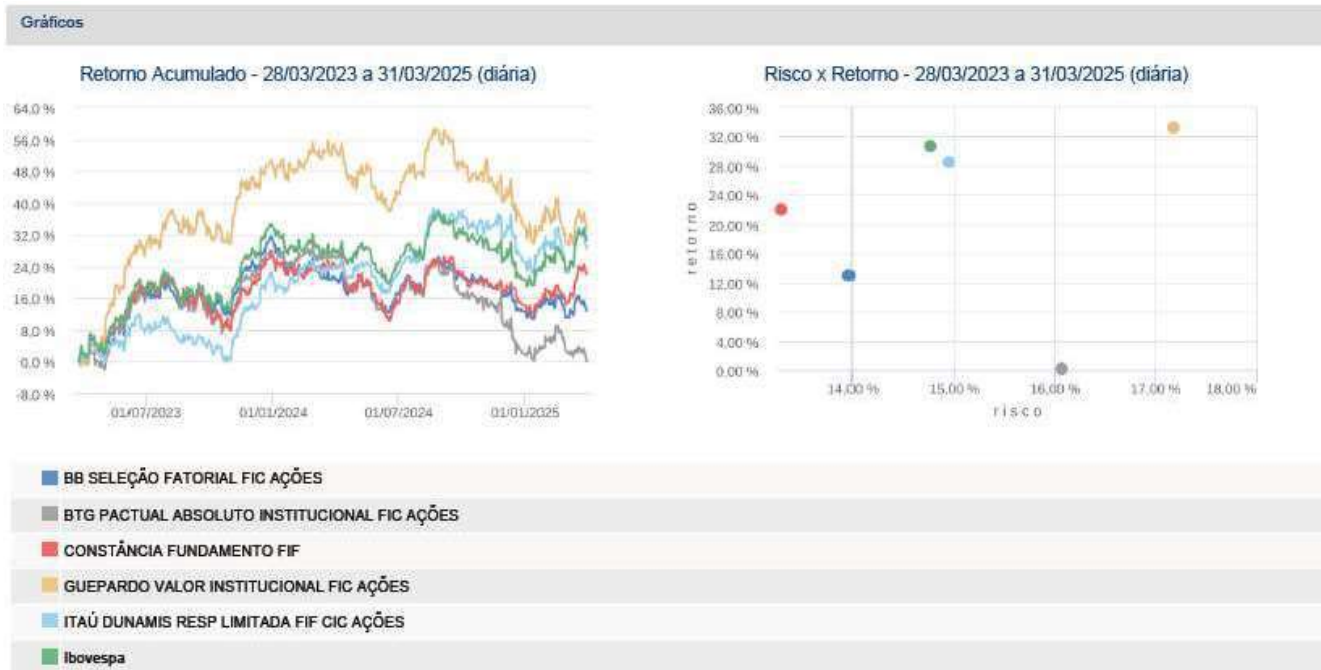 Gráficos
Retorno Acumulado - 28/03/2023 a 31/03/2025 (diária)
64,0 %
56,0 %
48,0 %
40,0 %
32,0 %
24,0 %
16,0 %
8,0 %
0,0 %
-8,0 %
01/07/2023 01/01/2024 01/07/2024 01/01/2025
Risco x Retorno - 28/03/2023 a 31/03/2025 (diária)
36,00 %
32,00 %
28,00 %
24,00 %
20,00 %
16,00 %
12,00 %
8,00 %
4,00 %
0,00 %
retorno
14,00 % 15,00 % 16,00 % 17,00 % 18,00 %
risco
BB SELEÇÃO FATORIAL FIC AÇÕES
BTG PACTUAL ABSOLUTO INSTITUCIONAL FIC AÇÕES
CONSTÂNCIA FUNDAMENTO FIF
GUEPARDO VALOR INSTITUCIONAL FIC AÇÕES
ITAÚ DUNAMIS RESP LIMITADA FIF CIC AÇÕES
Ibovespa